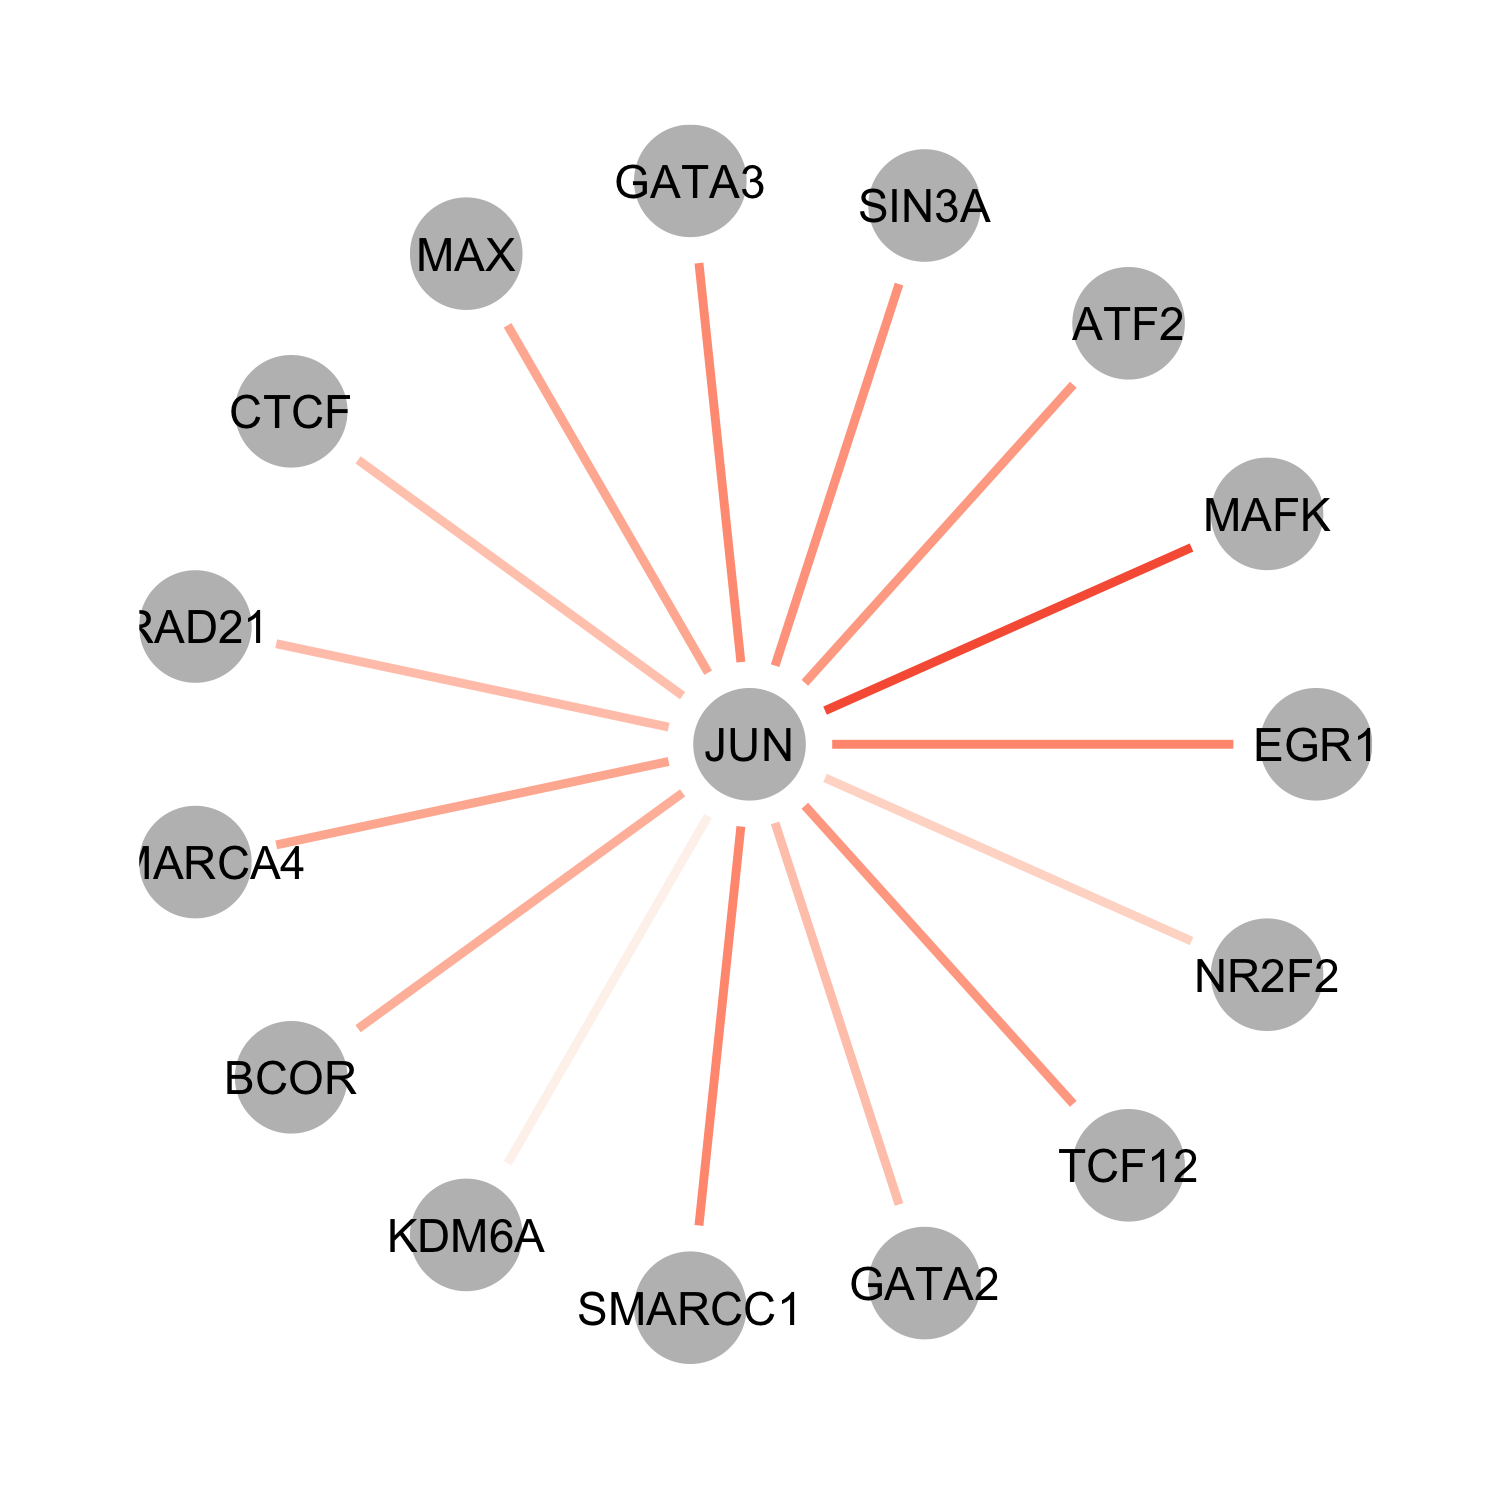 GATA3
SIN3A
MAX
ATF2
CTCF
MAFK
RAD21
JUN
EGR1
MARCA4
NR2F2
BCOR
TCF12
KDM6A
GATA2
SMARCC1